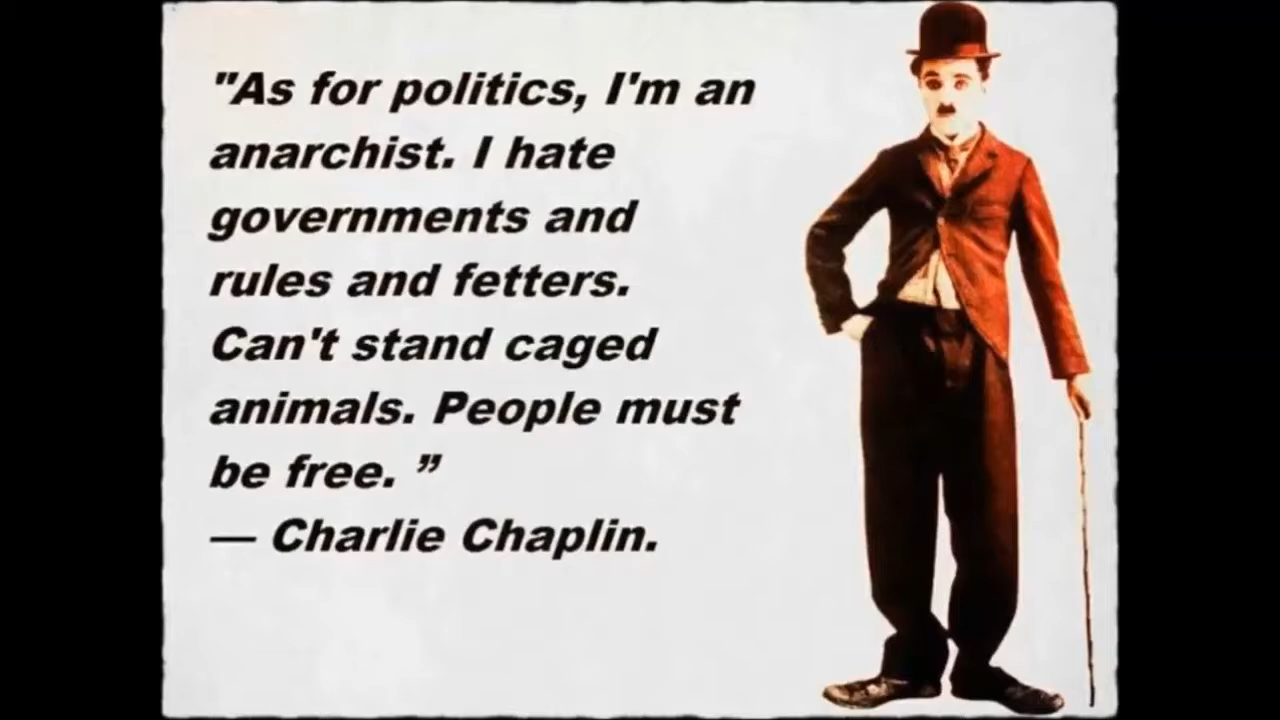 "As for politics, I'm an
anarchist. I hate
governments and
rules and fetters.
Can't stand caged
animals. People must
be free. ”
— Charlie Chaplin.